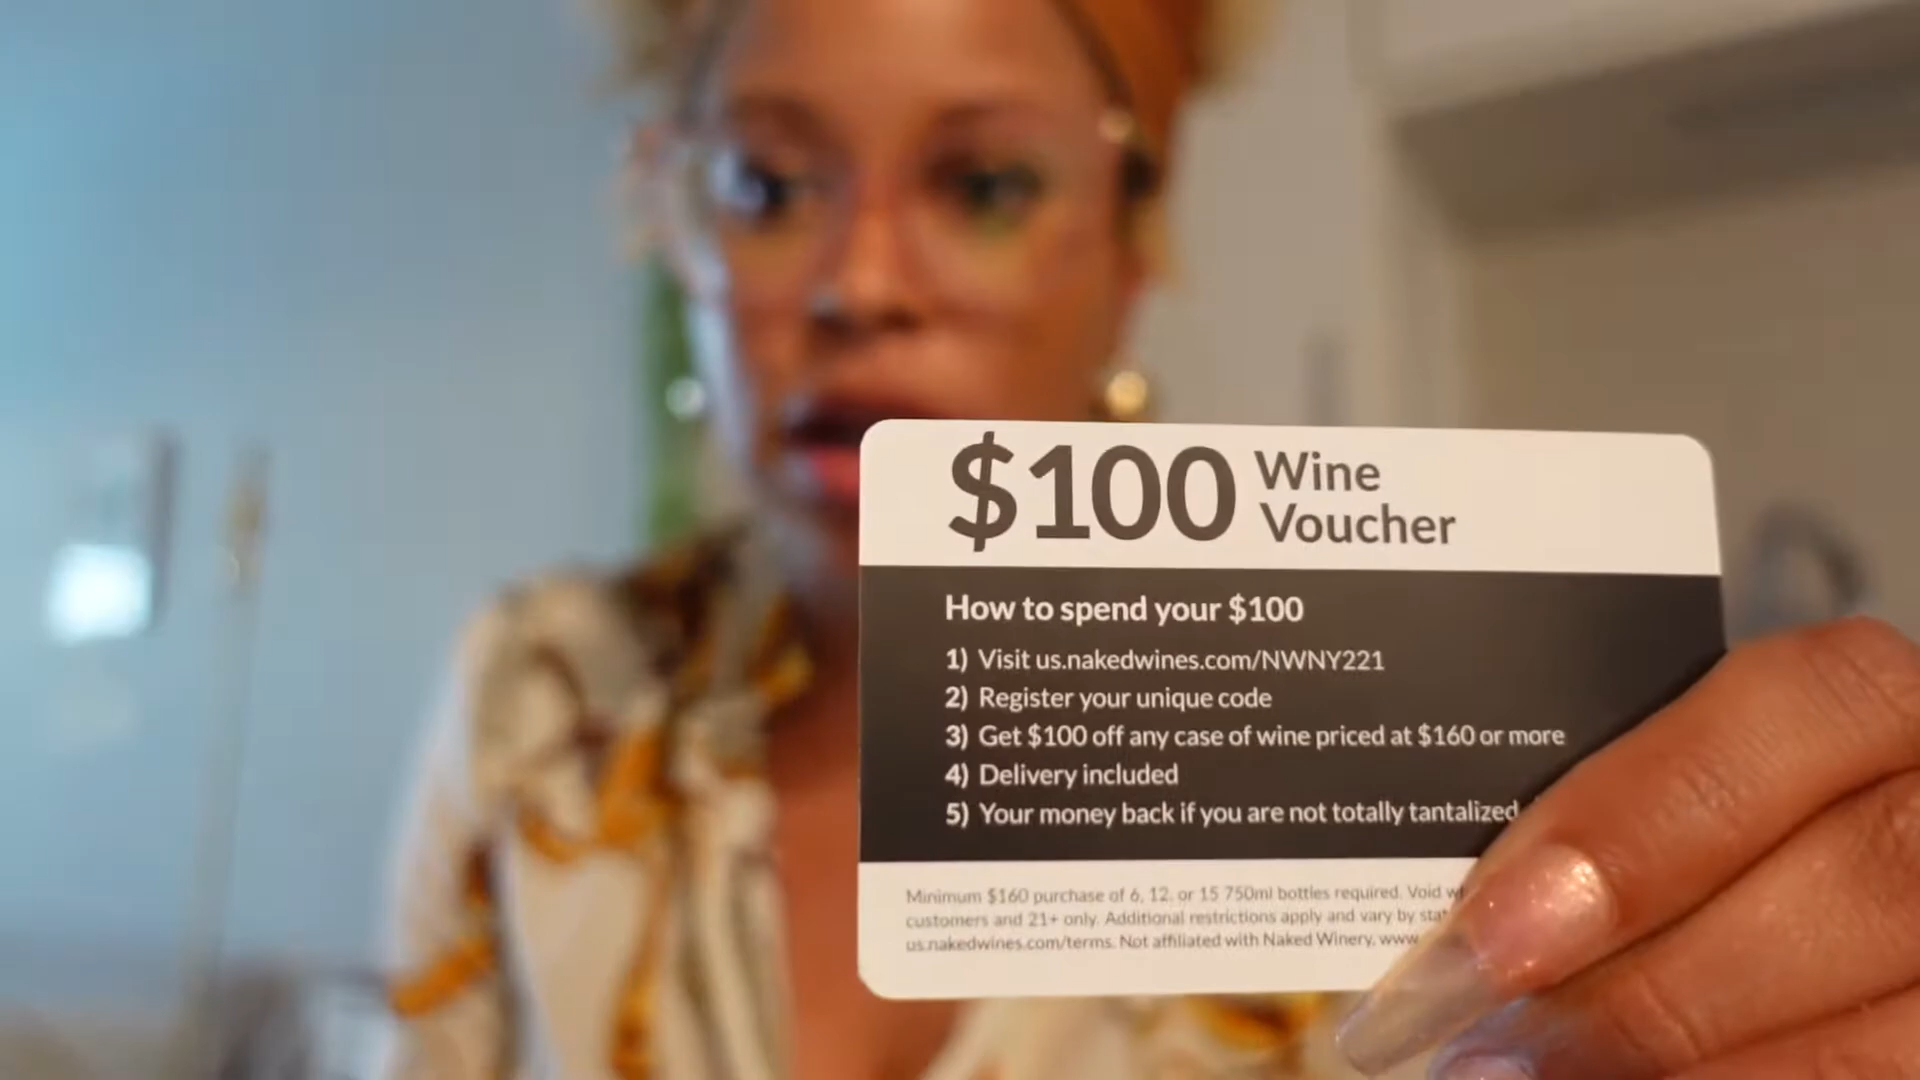 $100 Wine
Voucher
How to spend your $100
1) Visit us.nakedwines.com/NWNY221
2) Register your unique code
3) Get $100 off any case of wine priced at $160 or more
4) Delivery included
5) Your money back if you are not totally tantalized
Minimum $160 purchase of 6, 12, or 15 750ml bottles required. Void
customers and 21+ only. Additional restrictions apply and vary by
us.nakedwines.com/terms. Not affiliated with Naked Winery, www